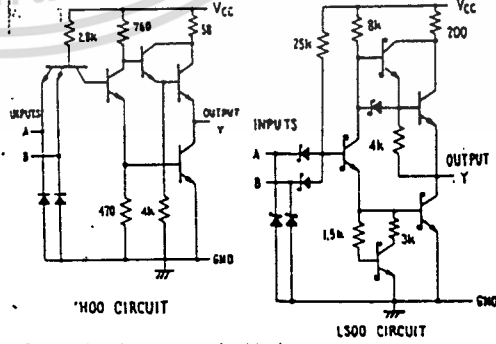 Vcc
2.8k
760
58
INPUTS
A
B
OUTPUT
Y
470
4k
GND
'H00 CIRCUIT
Vcc
25k
8k
200
INPUTS
A
B
4k
OUTPUT
Y
1.5k
3k
GND
LS00 CIRCUIT